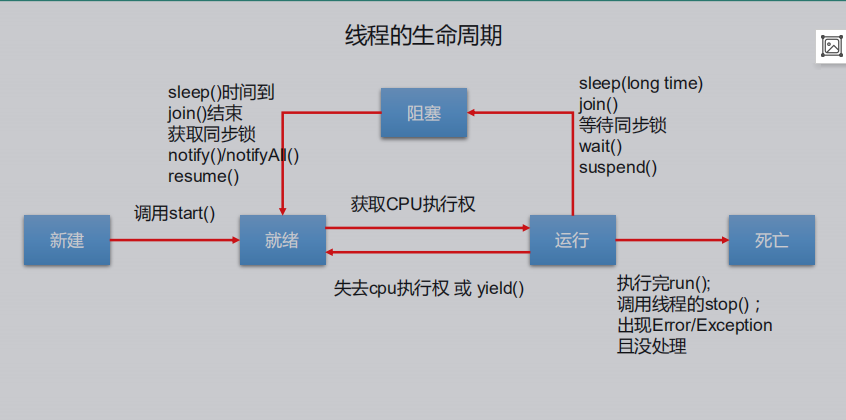 线程的生命周期
sleep()时间到
join()结束
获取同步锁
notify()/notifyAll()
resume()
阻塞
sleep(long time)
join()
等待同步锁
wait()
suspend()
新建
调用start()
就绪
获取CPU执行权
失去cpu执行权 或 yield()
运行
死亡
执行完run();
调用线程的stop() ;
出现Error/Exception
且没处理